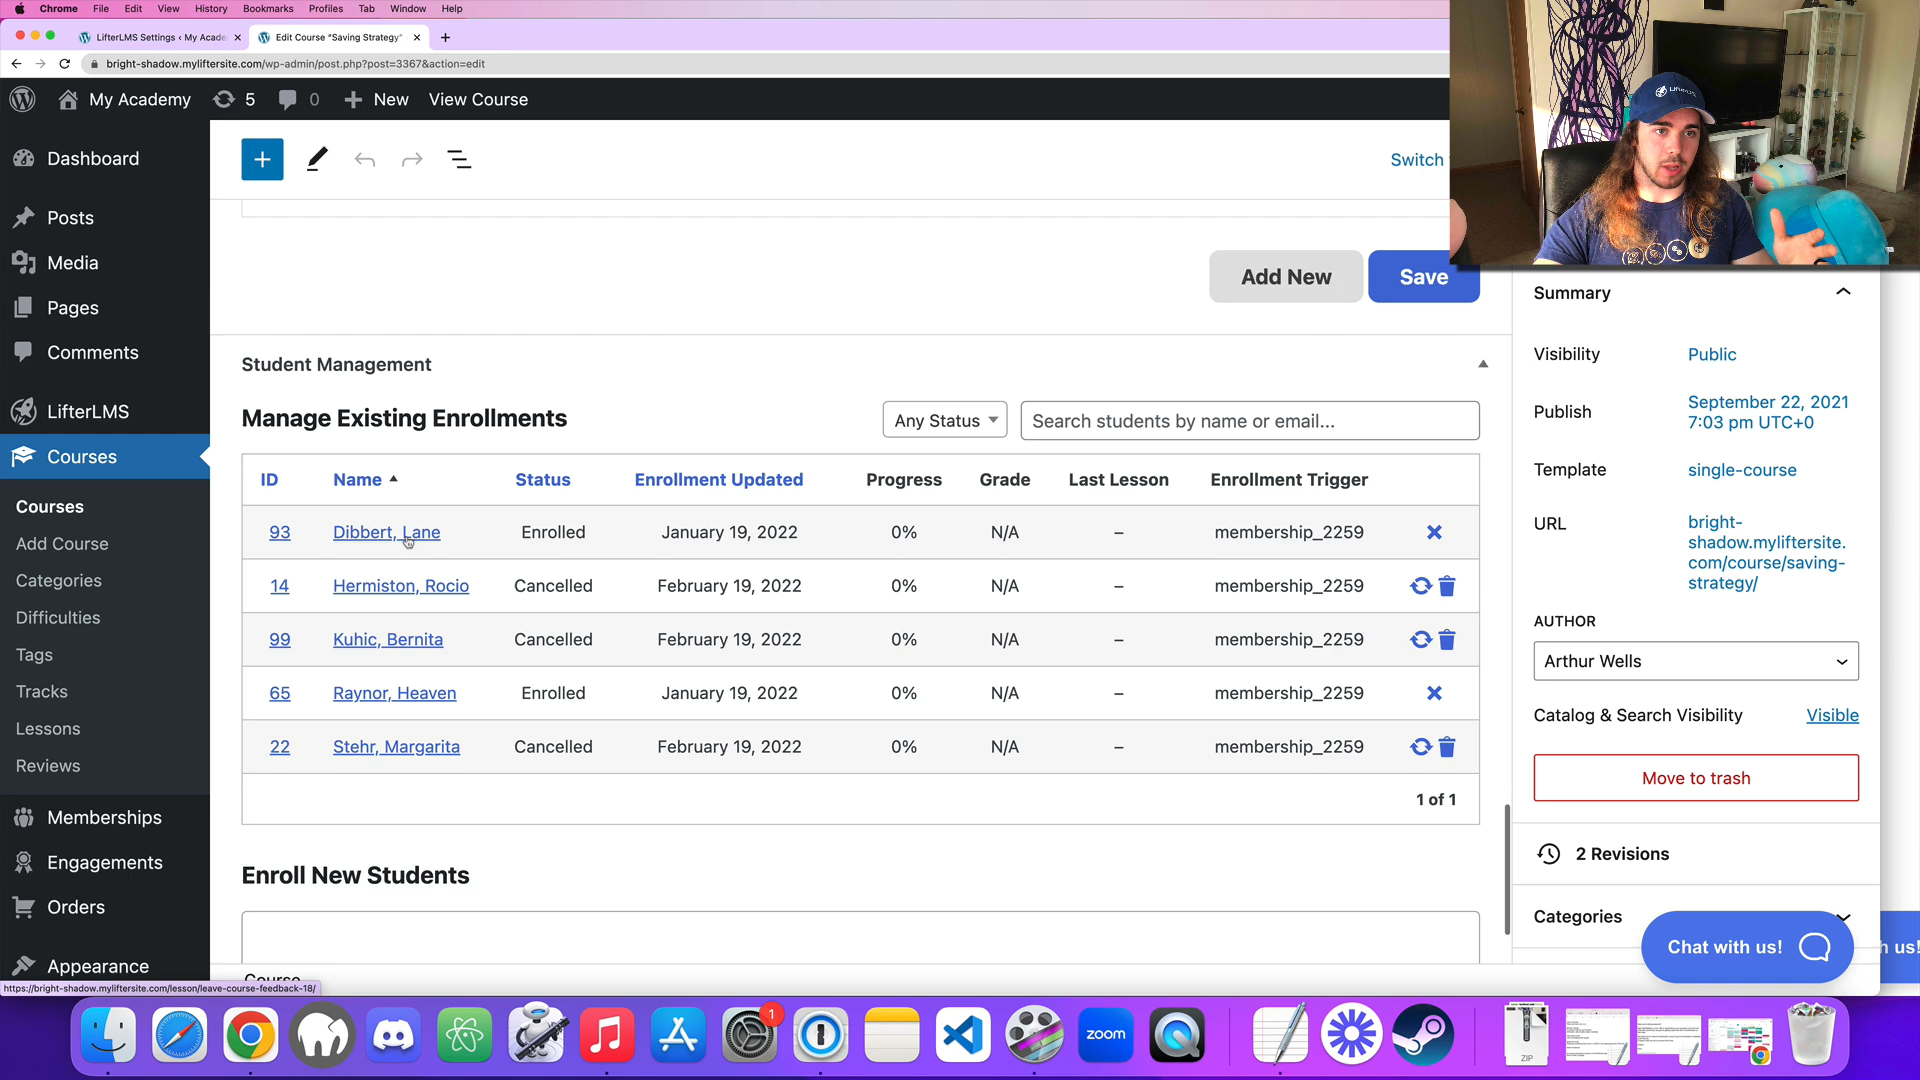 Chrome File Edit View History Bookmarks Profiles Tab Window Help
LifterLMS Settings ‹ My Acade
Edit Course "Saving Strategy"
bright-shadow.myliftersite.com/wp-admin/post.php?post=3367&action=edit
My Academy 5 0 New View Course
Dashboard
Posts
Media
Pages
Comments
LifterLMS
Courses
Courses
Add Course
Categories
Difficulties
Tags
Tracks
Lessons
Reviews
Memberships
Engagements
Orders
Appearance
Switch
Add New Save
Student Management
Manage Existing Enrollments
Any Status
Search students by name or email...
ID Name Status Enrollment Updated Progress Grade Last Lesson Enrollment Trigger
93 Dibbert, Lane Enrolled January 19, 2022 0% N/A – membership_2259
14 Hermiston, Rocio Cancelled February 19, 2022 0% N/A – membership_2259
99 Kuhic, Bernita Cancelled February 19, 2022 0% N/A – membership_2259
65 Raynor, Heaven Enrolled January 19, 2022 0% N/A – membership_2259
22 Stehr, Margarita Cancelled February 19, 2022 0% N/A – membership_2259
1 of 1
Enroll New Students
Course
Summary
Visibility Public
Publish September 22, 2021
7:03 pm UTC+0
Template single-course
URL bright-
shadow.myliftersite.
com/course/saving-
strategy/
AUTHOR
Arthur Wells
Catalog & Search Visibility Visible
Move to trash
2 Revisions
Categories
Chat with us!
h us!
https://bright-shadow.myliftersite.com/lesson/leave-course-feedback-18/
1
zoom
ZIP